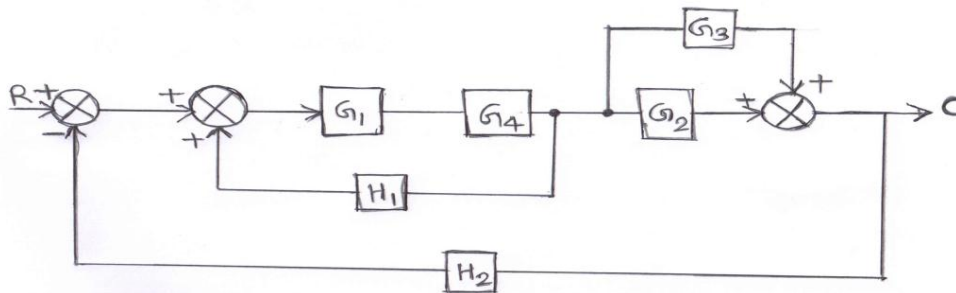 G3
R + + G1 G4 G2 + + C
- +
H1
H2